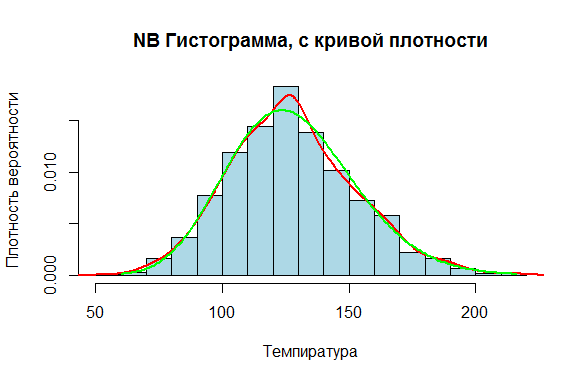 NB Гистограмма, с кривой плотности
Плотность вероятности
0.010
0.000
50 100 150 200
Темпиратура